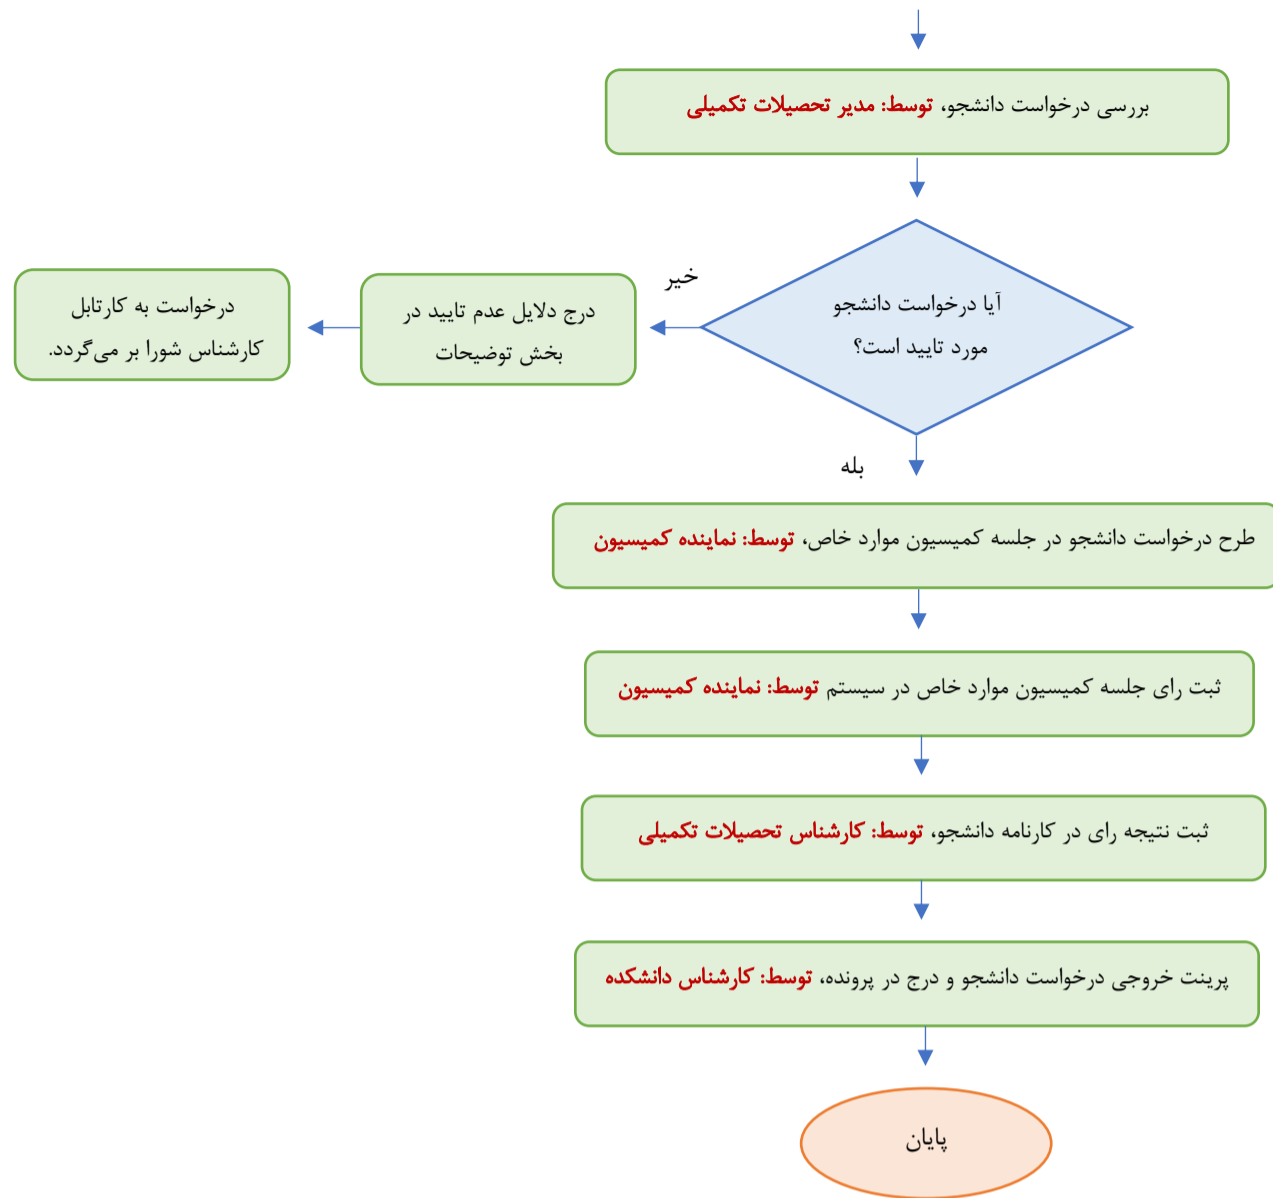 بررسی درخواست دانشجو، توسط: مدیر تحصیلات تکمیلی
آیا درخواست دانشجو
مورد تایید است؟
خیر
درج دلایل عدم تایید در
بخش توضیحات
درخواست به کارتابل
کارشناس شورا بر می‌گردد.
بله
طرح درخواست دانشجو در جلسه کمیسیون موارد خاص، توسط: نماینده کمیسیون
ثبت رای جلسه کمیسیون موارد خاص در سیستم توسط: نماینده کمیسیون
ثبت نتیجه رای در کارنامه دانشجو، توسط: کارشناس تحصیلات تکمیلی
پرینت خروجی درخواست دانشجو و درج در پرونده، توسط: کارشناس دانشکده
پایان